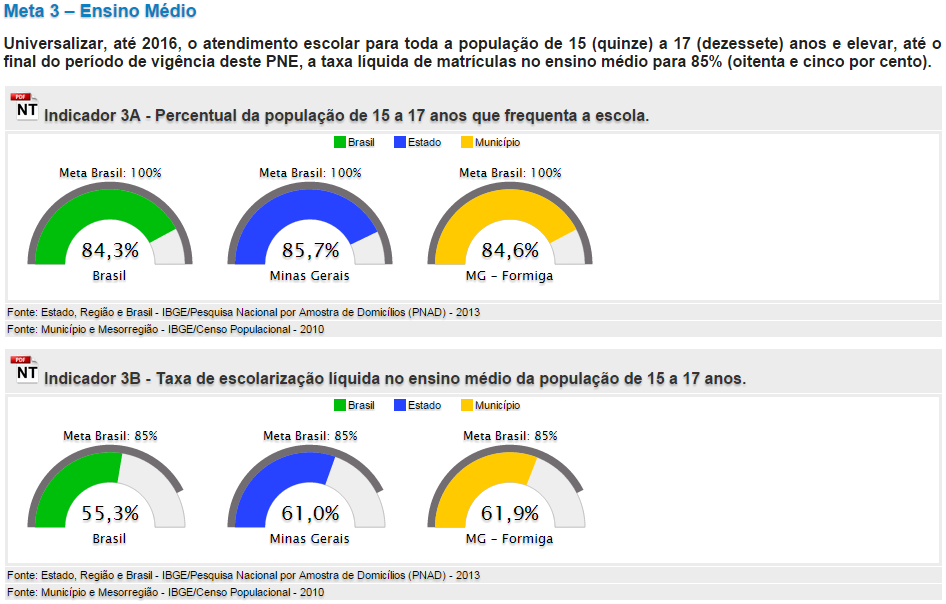 Meta 3 – Ensino Médio
Universalizar, até 2016, o atendimento escolar para toda a população de 15 (quinze) a 17 (dezessete) anos e elevar, até o
final do período de vigência deste PNE, a taxa líquida de matrículas no ensino médio para 85% (oitenta e cinco por cento).
PDF
NT
Indicador 3A - Percentual da população de 15 a 17 anos que frequenta a escola.
Brasil Estado Município
Meta Brasil: 100% Meta Brasil: 100% Meta Brasil: 100%
84,3% 85,7% 84,6%
Brasil Minas Gerais MG - Formiga
Fonte: Estado, Região e Brasil - IBGE/Pesquisa Nacional por Amostra de Domicílios (PNAD) - 2013
Fonte: Município e Mesorregião - IBGE/Censo Populacional - 2010
PDF
NT
Indicador 3B - Taxa de escolarização líquida no ensino médio da população de 15 a 17 anos.
Brasil Estado Município
Meta Brasil: 85% Meta Brasil: 85% Meta Brasil: 85%
55,3% 61,0% 61,9%
Brasil Minas Gerais MG - Formiga
Fonte: Estado, Região e Brasil - IBGE/Pesquisa Nacional por Amostra de Domicílios (PNAD) - 2013
Fonte: Município e Mesorregião - IBGE/Censo Populacional - 2010